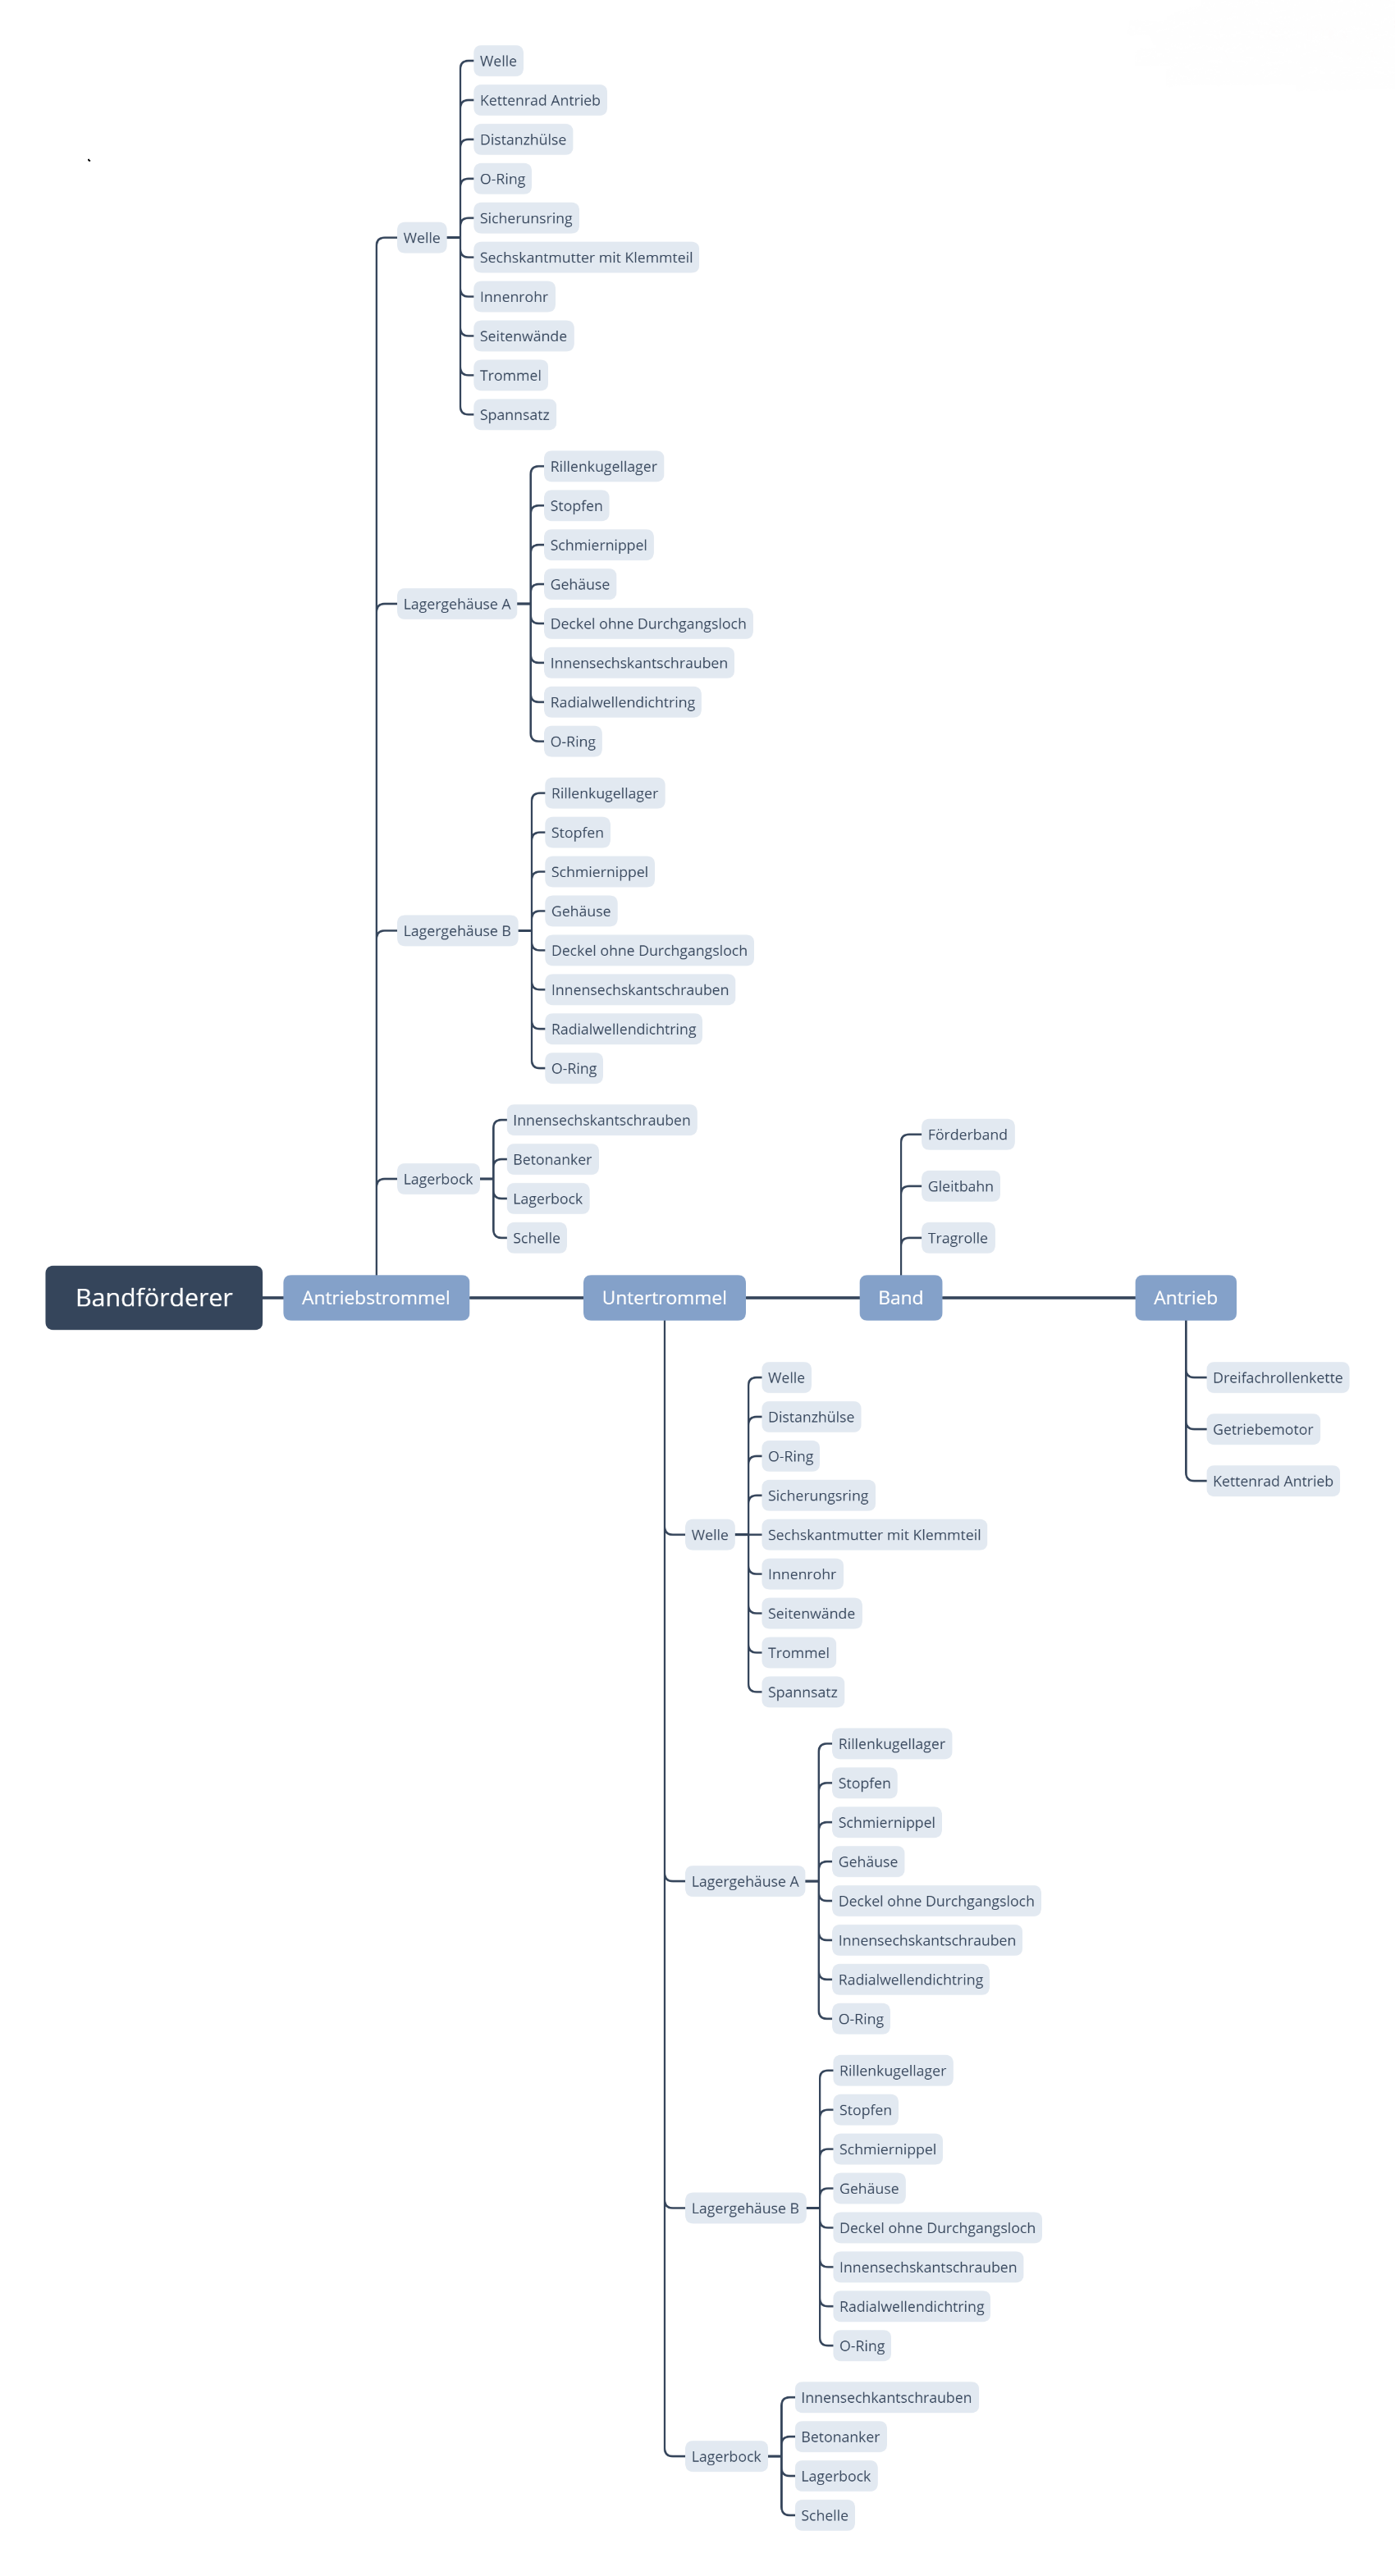 Welle
Kettenrad Antrieb
Distanzhülse
O-Ring
Sicherunsring
Welle
Sechskantmutter mit Klemmteil
Innenrohr
Seitenwände
Trommel
Spannsatz
Rillenkugellager
Stopfen
Schmiernippel
Gehäuse
Lagergehäuse A
Deckel ohne Durchgangsloch
Innensechskantschrauben
Radialwellendichtring
O-Ring
Rillenkugellager
Stopfen
Schmiernippel
Gehäuse
Lagergehäuse B
Deckel ohne Durchgangsloch
Innensechskantschrauben
Radialwellendichtring
O-Ring
Innensechskantschrauben
Betonanker
Lagerbock
Lagerbock
Schelle
Förderband
Gleitbahn
Tragrolle
Bandförderer
Antriebstrommel
Untertrommel
Band
Antrieb
Welle
Distanzhülse
O-Ring
Sicherungsring
Welle
Sechskantmutter mit Klemmteil
Innenrohr
Seitenwände
Trommel
Spannsatz
Dreifachrollenkette
Getriebemotor
Kettenrad Antrieb
Rillenkugellager
Stopfen
Schmiernippel
Gehäuse
Lagergehäuse A
Deckel ohne Durchgangsloch
Innensechskantschrauben
Radialwellendichtring
O-Ring
Rillenkugellager
Stopfen
Schmiernippel
Gehäuse
Lagergehäuse B
Deckel ohne Durchgangsloch
Innensechskantschrauben
Radialwellendichtring
O-Ring
Innensechkantschrauben
Betonanker
Lagerbock
Lagerbock
Schelle